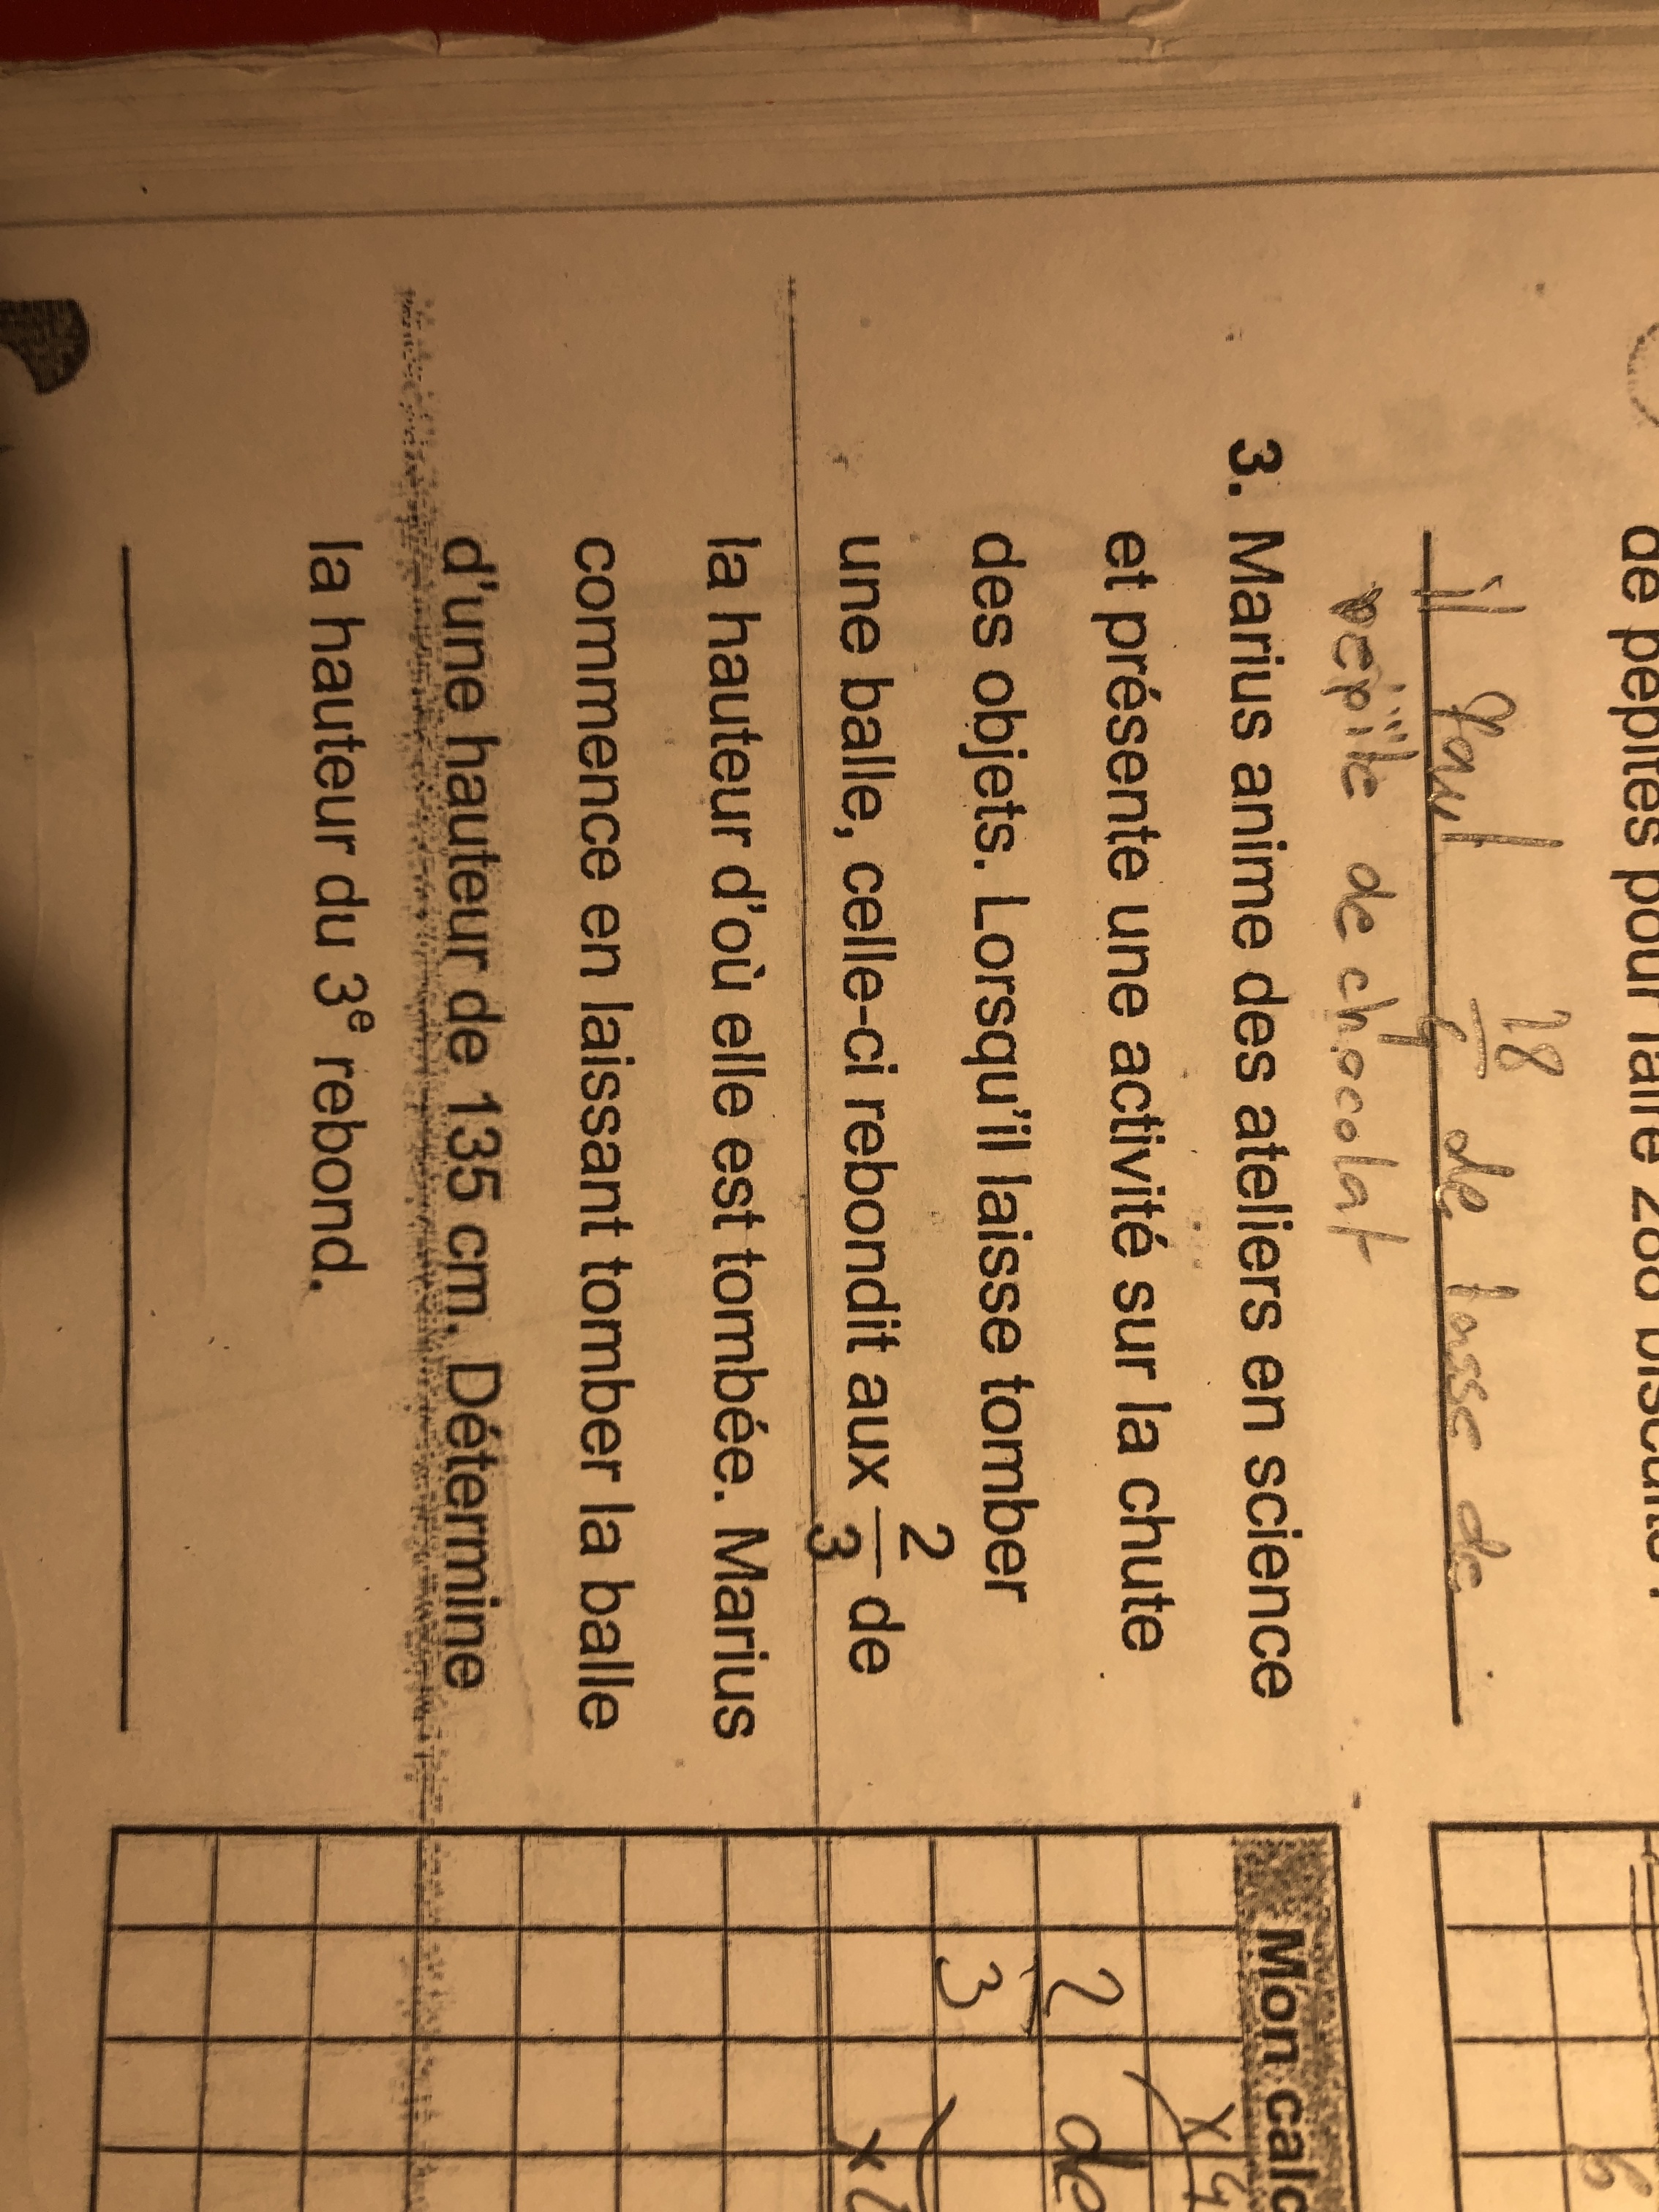 de pépites pour faire 288 biscuits ?
il faut 18/4 de tasse de
pépite de chocolat
3. Marius anime des ateliers en science
et présente une activité sur la chute
des objets. Lorsqu'il laisse tomber
une balle, celle-ci rebondit aux 2/3 de
la hauteur d'où elle est tombée. Marius
commence en laissant tomber la balle
d'une hauteur de 135 cm. Détermine
la hauteur du 3e rebond.
Mon calc
x4
2/3 de
x
6